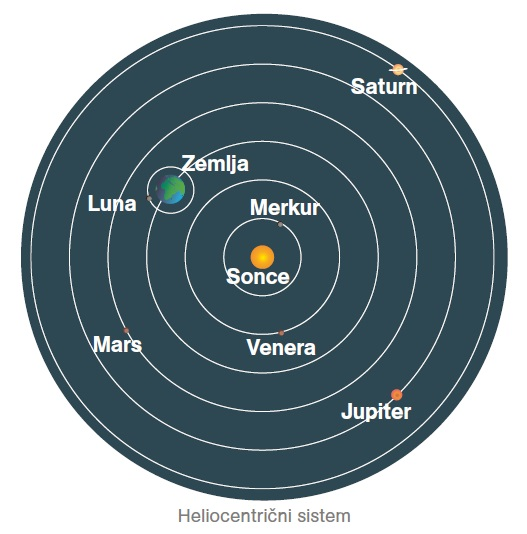 Saturn
Zemlja
Luna
Merkur
Sonce
Mars
Venera
Jupiter
Heliocentrični sistem